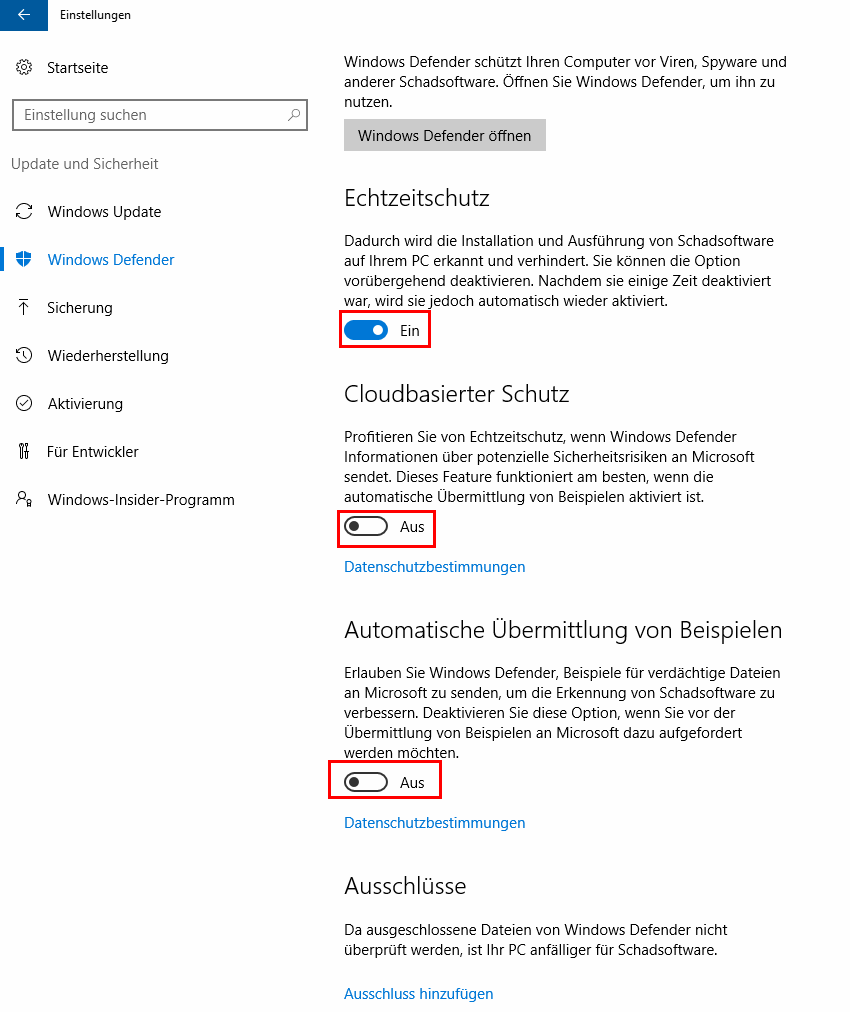 Einstellungen
Startseite
Einstellung suchen
Update und Sicherheit
Windows Update
Windows Defender
Sicherung
Wiederherstellung
Aktivierung
Für Entwickler
Windows-Insider-Programm
Windows Defender schützt Ihren Computer vor Viren, Spyware und
anderer Schadsoftware. Öffnen Sie Windows Defender, um ihn zu
nutzen.
Windows Defender öffnen
Echtzeitschutz
Dadurch wird die Installation und Ausführung von Schadsoftware
auf Ihrem PC erkannt und verhindert. Sie können die Option
vorübergehend deaktivieren. Nachdem sie einige Zeit deaktiviert
war, wird sie jedoch automatisch wieder aktiviert.
Ein
Cloudbasierter Schutz
Profitieren Sie von Echtzeitschutz, wenn Windows Defender
Informationen über potenzielle Sicherheitsrisiken an Microsoft
sendet. Dieses Feature funktioniert am besten, wenn die
automatische Übermittlung von Beispielen aktiviert ist.
Aus
Datenschutzbestimmungen
Automatische Übermittlung von Beispielen
Erlauben Sie Windows Defender, Beispiele für verdächtige Dateien
an Microsoft zu senden, um die Erkennung von Schadsoftware zu
verbessern. Deaktivieren Sie diese Option, wenn Sie vor der
Übermittlung von Beispielen an Microsoft dazu aufgefordert
werden möchten.
Aus
Datenschutzbestimmungen
Ausschlüsse
Da ausgeschlossene Dateien von Windows Defender nicht
überprüft werden, ist Ihr PC anfälliger für Schadsoftware.
Ausschluss hinzufügen